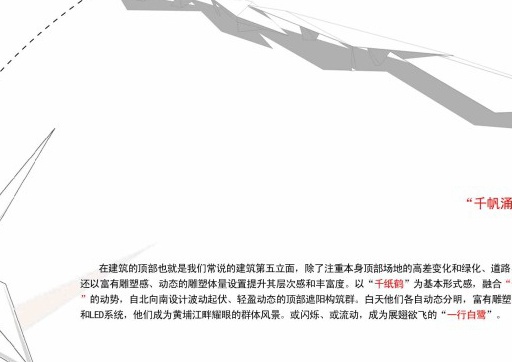 “千帆涌
在建筑的顶部也就是我们常说的建筑第五立面，除了注重本身顶部场地的高差变化和绿化、道路
还以富有雕塑感、动态的雕塑体量设置提升其层次感和丰富度。以“千纸鹤”为基本形式感，融合“
”的动势，自北向南设计波动起伏、轻盈动态的顶部遮阳构筑群。白天他们各自动态分明，富有雕塑
和LED系统，他们成为黄埔江畔耀眼的群体风景。或闪烁、或流动，成为展翅欲飞的“一行白鹭”。